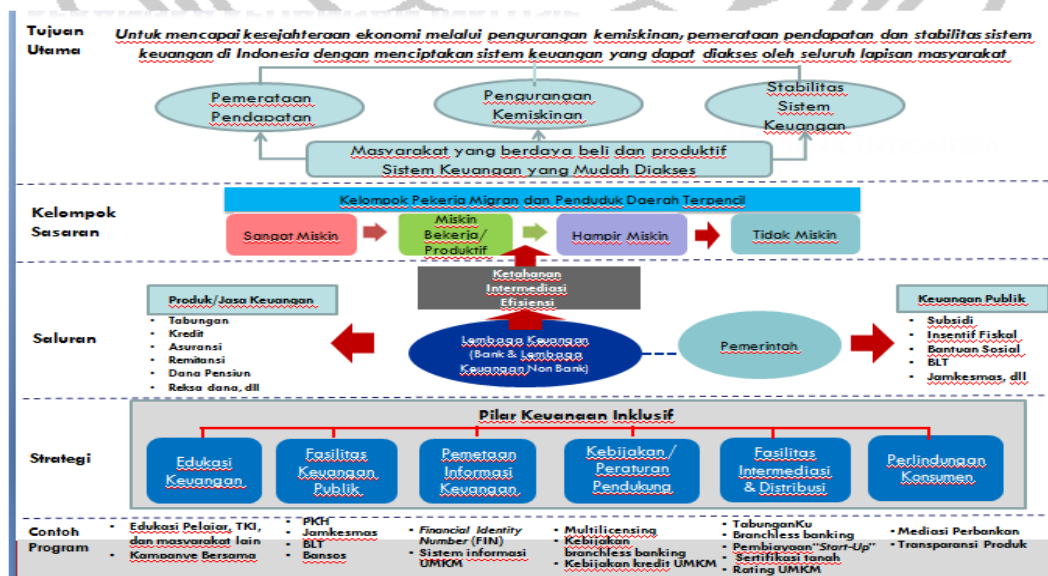 Tujuan
Utama
Untuk mencapai kesejahteraan ekonomi melalui pengurangan kemiskinan, pemerataan pendapatan dan stabilitas sistem
keuangan di Indonesia dengan menciptakan sistem keuangan yang dapat diakses oleh seluruh lapisan masyarakat
Pemerataan
Pendapatan
Pengurangan
Kemiskinan
Stabilitas
Sistem
Keuangan
Masyarakat yang berdaya beli dan produktif
Sistem Keuangan yang Mudah Diakses
Kelompok
Sasaran
Kelompok Pekerja Migran dan Penduduk Daerah Terpencil
Sangat Miskin
Miskin
Bekerja/
Produktif
Hampir Miskin
Tidak Miskin
Saluran
Ketahanan
Intermediasi
Efisiensi
Produk/Jasa Keuangan
• Tabungan
• Kredit
• Asuransi
• Remitansi
• Dana Pensiun
• Reksa dana, dll
Lembaga Keuangan
(Bank & Lembaga
Keuangan Non Bank)
Pemerintah
Keuangan Publik
• Subsidi
• Insentif Fiskal
• Bantuan Sosial
• BLT
• Jamkesmas, dll
Strategi
Pilar Keuangan Inklusif
Edukasi
Keuangan
Fasilitas
Keuangan
Publik
Pemetaan
Informasi
Keuangan
Kebijakan /
Peraturan
Pendukung
Fasilitas
Intermediasi
& Distribusi
Perlindungan
Konsumen
Contoh
Program
• Edukasi Pelajar, TKI,
dan masyarakat lain
• Kampanye Bersama
• PKH
• Jamkesmas
• BLT
• Bansos
• Financial Identity
Number (FIN)
• Sistem informasi
UMKM
• Multilicensing
• Kebijakan
branchless banking
• Kebijakan kredit UMKM
• TabunganKu
• Branchless banking
• Pembiayaan "Start-Up"
• Sertifikasi tanah
• Rating UMKM
• Mediasi Perbankan
• Transparansi Produk